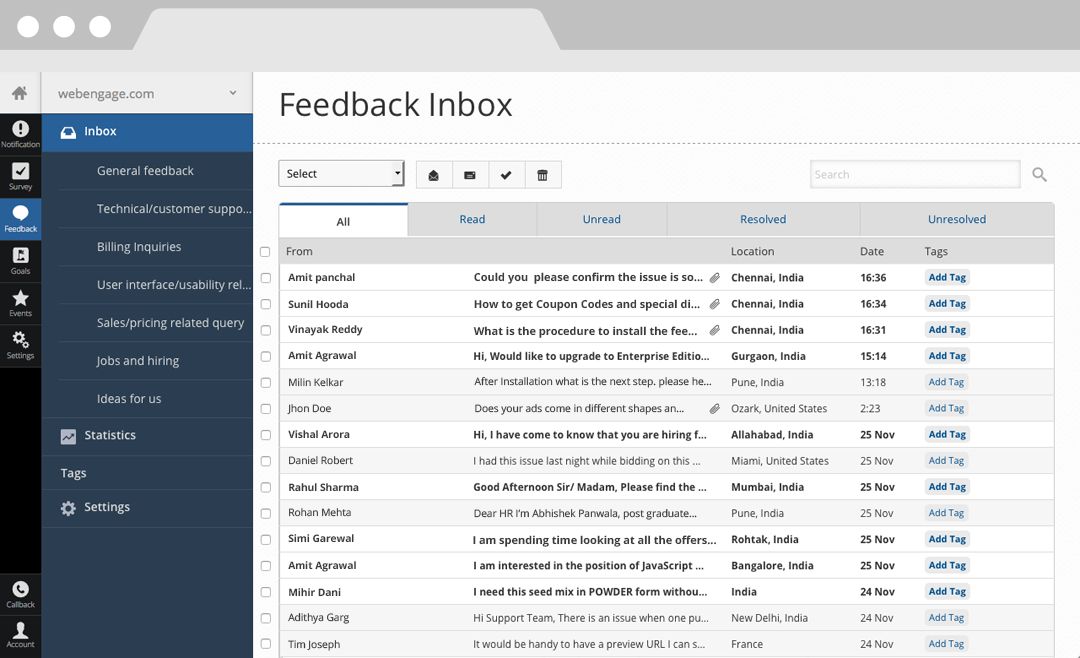 webengage.com
Feedback Inbox
Notification
Survey
Feedback
Goals
Events
Settings
Callback
Account
Inbox
General feedback
Technical/customer suppo...
Billing Inquiries
User interface/usability rel...
Sales/pricing related query
Jobs and hiring
Ideas for us
Statistics
Tags
Settings
Select
Search
All Read Unread Resolved Unresolved
From Location Date Tags
Amit panchal Could you please confirm the issue is so... Chennai, India 16:36 Add Tag
Sunil Hooda How to get Coupon Codes and special di... Chennai, India 16:34 Add Tag
Vinayak Reddy What is the procedure to install the fee... Chennai, India 16:31 Add Tag
Amit Agrawal Hi, Would like to upgrade to Enterprise Editio... Gurgaon, India 15:14 Add Tag
Milin Kelkar After Installation what is the next step. please he... Pune, India 13:18 Add Tag
Jhon Doe Does your ads come in different shapes an... Ozark, United States 2:23 Add Tag
Vishal Arora Hi, I have come to know that you are hiring f... Allahabad, India 25 Nov Add Tag
Daniel Robert I had this issue last night while bidding on this ... Miami, United States 25 Nov Add Tag
Rahul Sharma Good Afternoon Sir/ Madam, Please find the ... Mumbai, India 25 Nov Add Tag
Rohan Mehta Dear HR I'm Abhishek Panwala, post graduate... Pune, India 25 Nov Add Tag
Simi Garewal I am spending time looking at all the offers... Rohtak, India 25 Nov Add Tag
Amit Agrawal I am interested in the position of JavaScript ... Bangalore, India 25 Nov Add Tag
Mihir Dani I need this seed mix in POWDER form withou... India 24 Nov Add Tag
Adithya Garg Hi Support Team, There is an issue when one pu... New Delhi, India 24 Nov Add Tag
Tim Joseph It would be handy to have a preview URL I can s... France 24 Nov Add Tag